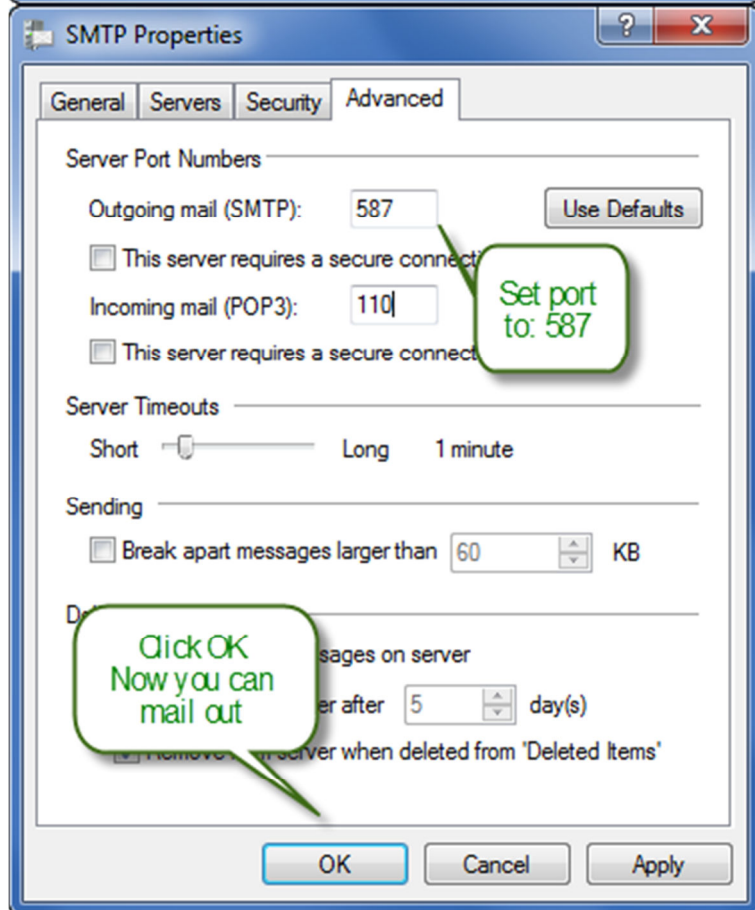 SMTP Properties
General Servers Security Advanced
Server Port Numbers
Outgoing mail (SMTP): 587 Use Defaults
This server requires a secure connecti
Set port
to: 587
Incoming mail (POP3): 110
This server requires a secure connect
Server Timeouts
Short Long 1 minute
Sending
Break apart messages larger than 60 KB
Click OK
Now you can
mail out
sages on server
er after 5 day(s)
server when deleted from 'Deleted Items'
OK Cancel Apply